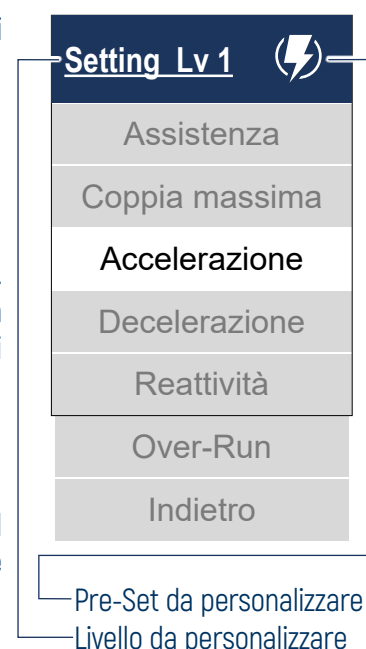 Setting Lv 1
Assistenza
Coppia massima
Accelerazione
Decelerazione
Reattività
Over-Run
Indietro
Pre-Set da personalizzare
Livello da personalizzare